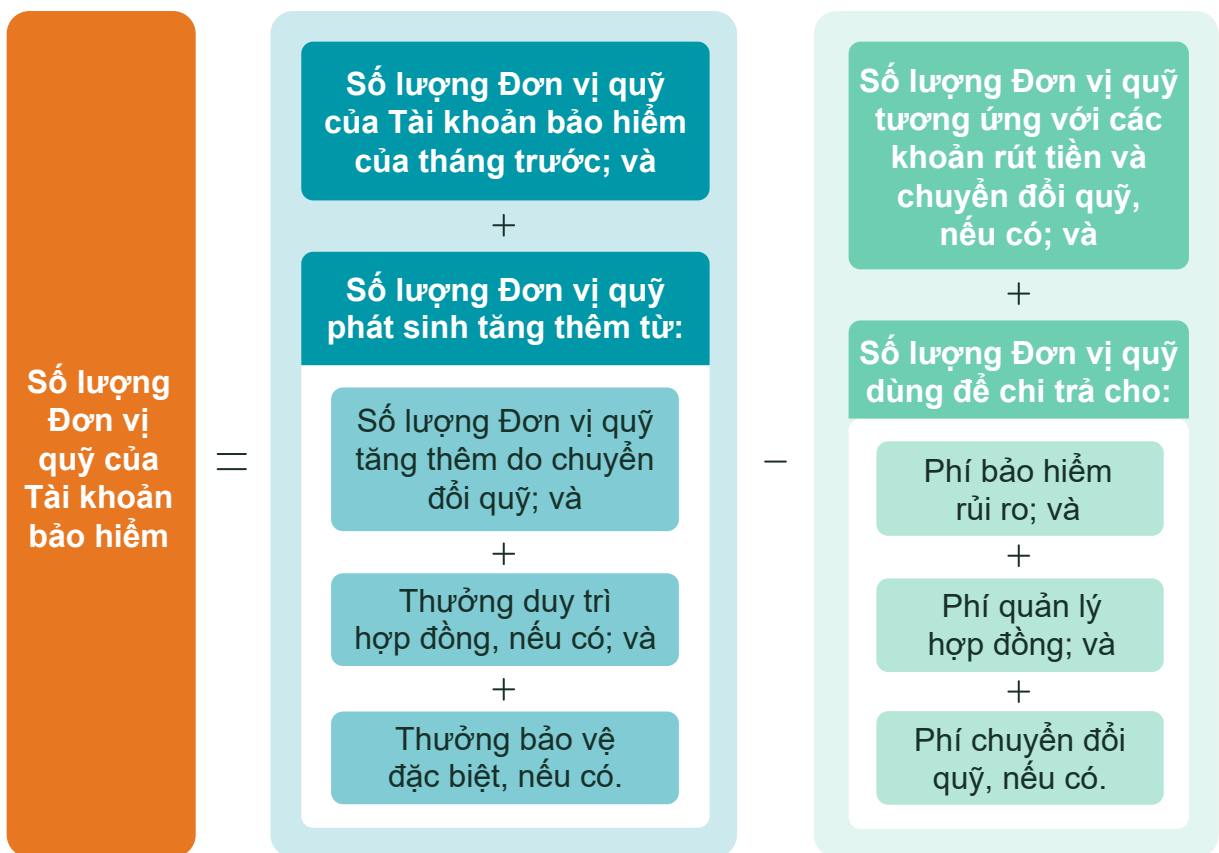 Số lượng
Đơn vị
quỹ của
Tài khoản
bảo hiểm
=
Số lượng Đơn vị quỹ
của Tài khoản bảo hiểm
của tháng trước; và
+
Số lượng Đơn vị quỹ
phát sinh tăng thêm từ:
Số lượng Đơn vị quỹ
tăng thêm do chuyển
đổi quỹ; và
+
Thưởng duy trì
hợp đồng, nếu có; và
+
Thưởng bảo vệ
đặc biệt, nếu có.
−
Số lượng Đơn vị quỹ
tương ứng với các
khoản rút tiền và
chuyển đổi quỹ,
nếu có; và
+
Số lượng Đơn vị quỹ
dùng để chi trả cho:
Phí bảo hiểm
rủi ro; và
+
Phí quản lý
hợp đồng; và
+
Phí chuyển đổi
quỹ, nếu có.